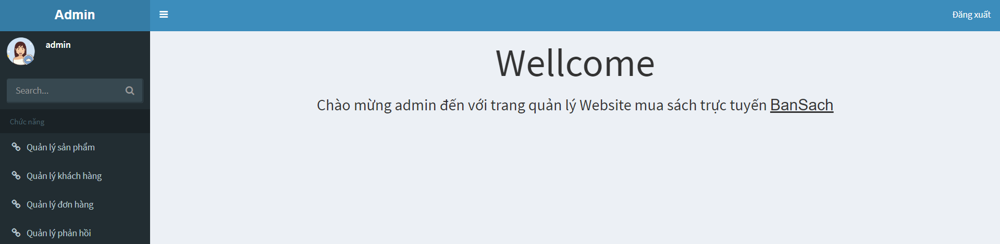 Admin
Đăng xuất
admin
Search...
Chức năng
Quản lý sản phẩm
Quản lý khách hàng
Quản lý đơn hàng
Quản lý phản hồi
Wellcome
Chào mừng admin đến với trang quản lý Website mua sách trực tuyến BanSach